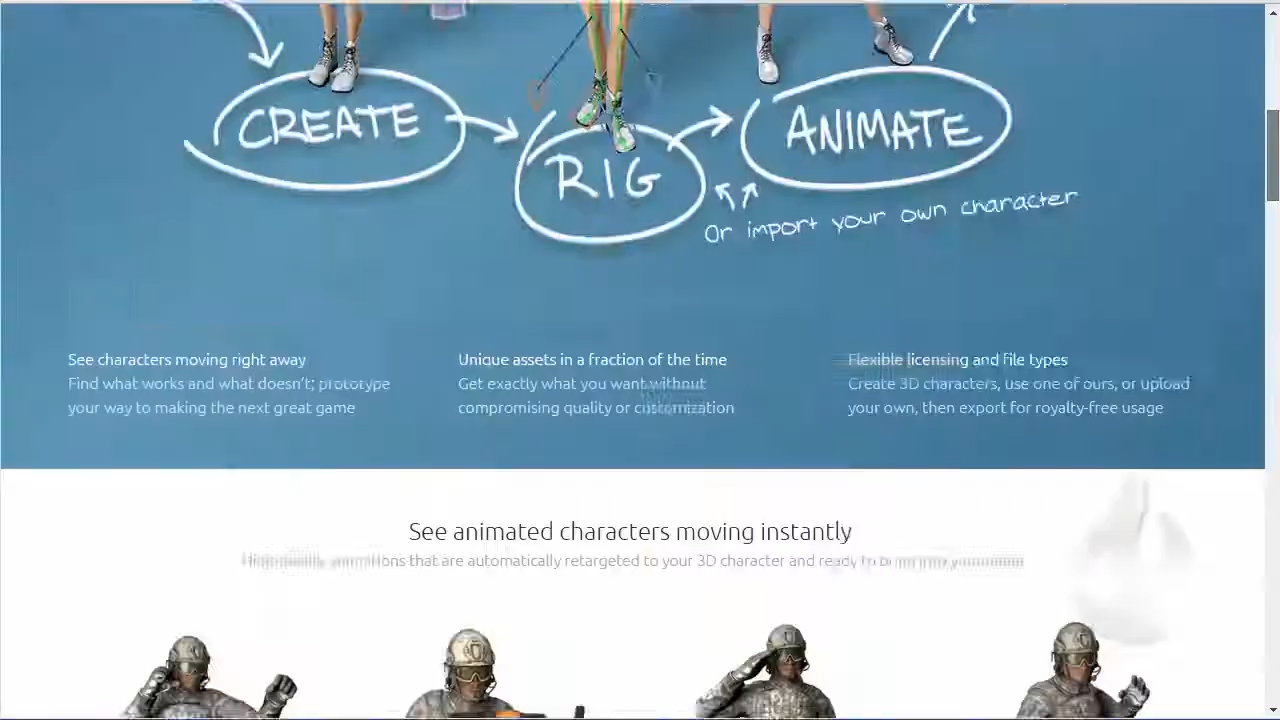 CREATE
RIG
ANIMATE
Or import your own character
See characters moving right away
Find what works and what doesn't; prototype
your way to making the next great game
Unique assets in a fraction of the time
Get exactly what you want without
compromising quality or customization
Flexible licensing and file types
Create 3D characters, use one of ours, or upload
your own, then export for royalty-free usage
See animated characters moving instantly
that are automatically retargeted to your 3D character and ready to